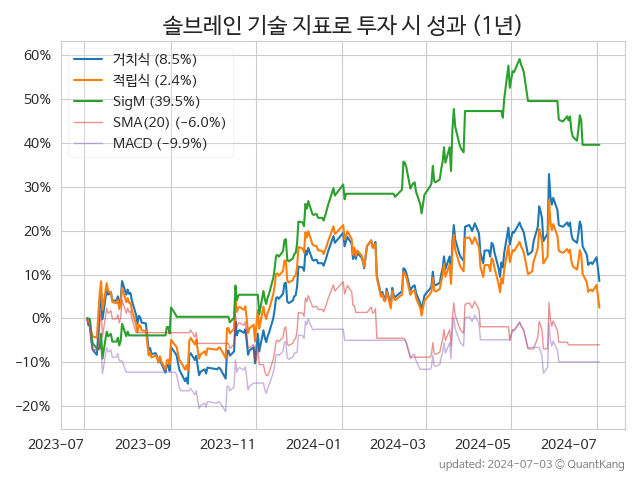 솔브레인 기술 지표로 투자 시 성과 (1년)
60%
50%
40%
30%
20%
10%
0%
−10%
−20%
거치식 (8.5%)
적립식 (2.4%)
SigM (39.5%)
SMA(20) (−6.0%)
MACD (−9.9%)
2023-07
2023-09
2023-11
2024-01
2024-03
2024-05
2024-07
updated: 2024-07-03 ⓒ QuantKang